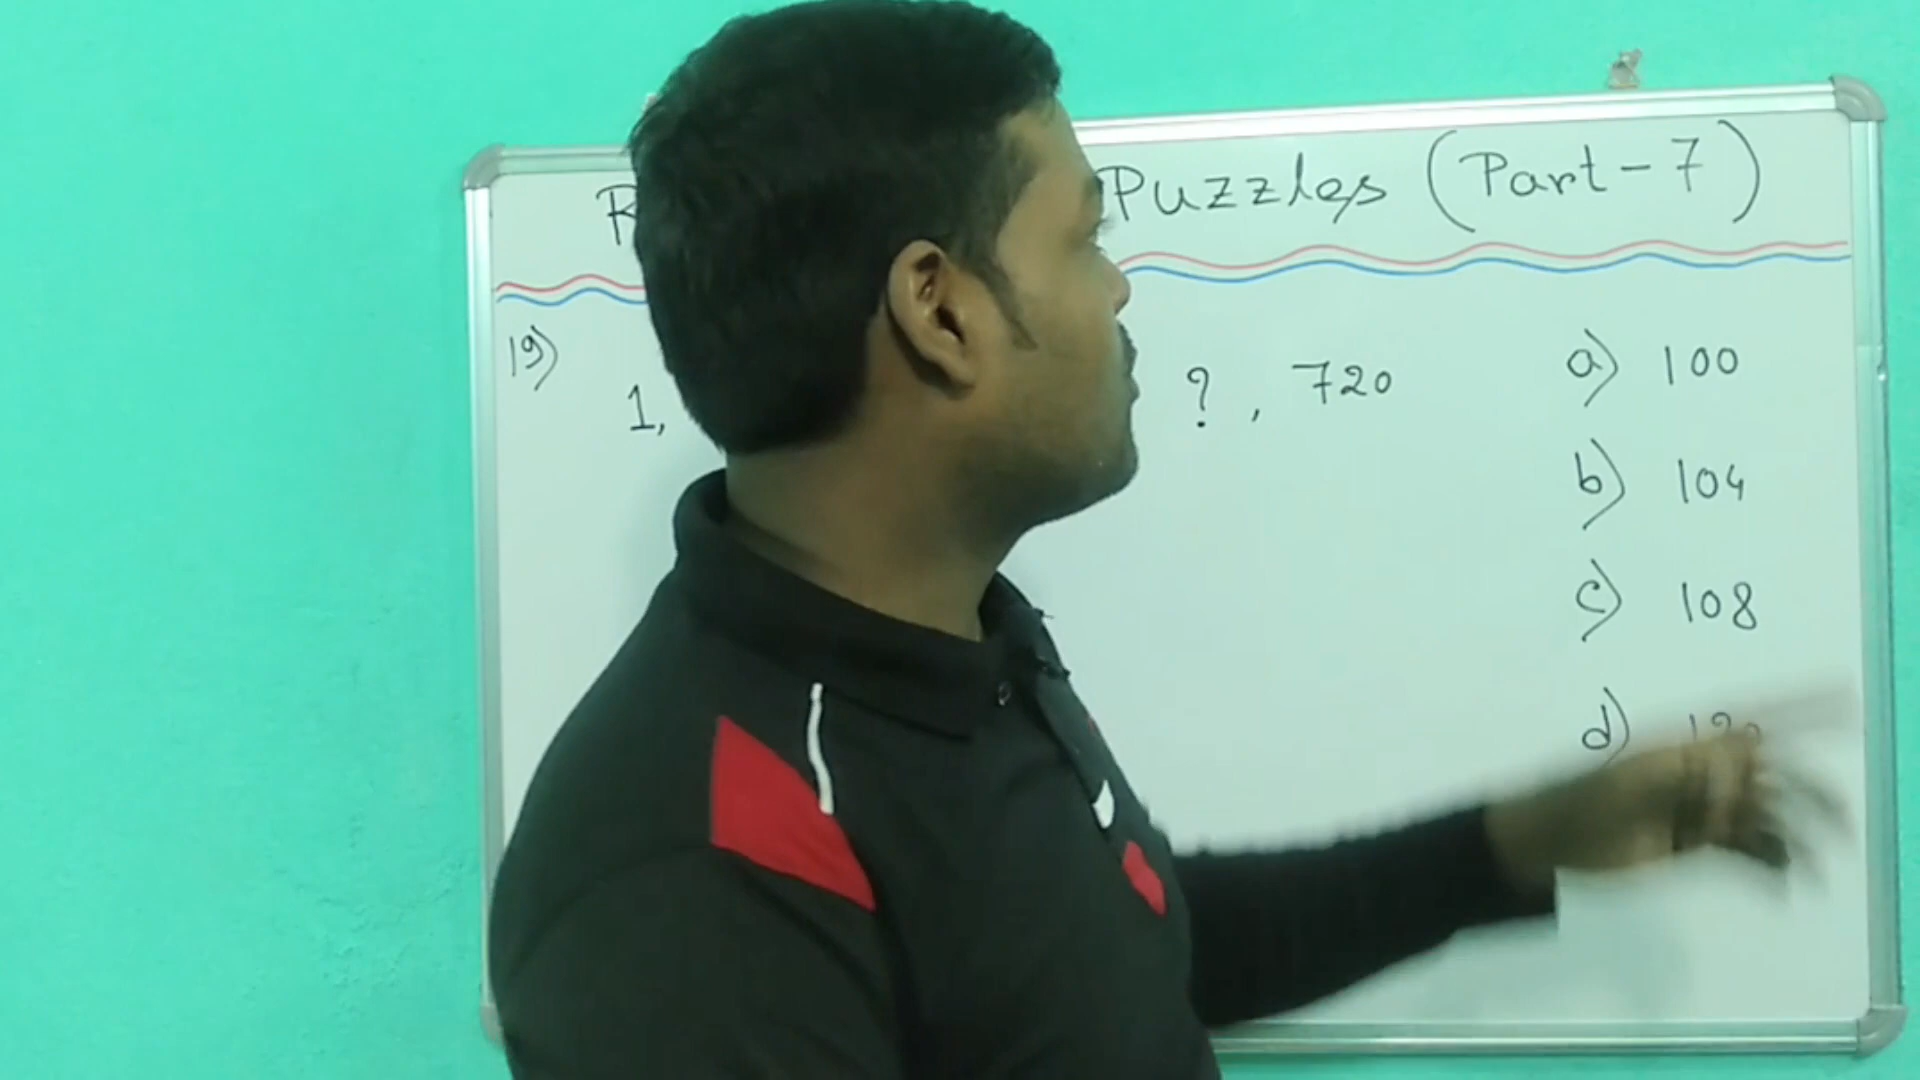 Puzzles (Part-7)
19)
1, ? , 720
a) 100
b) 104
c) 108
d)